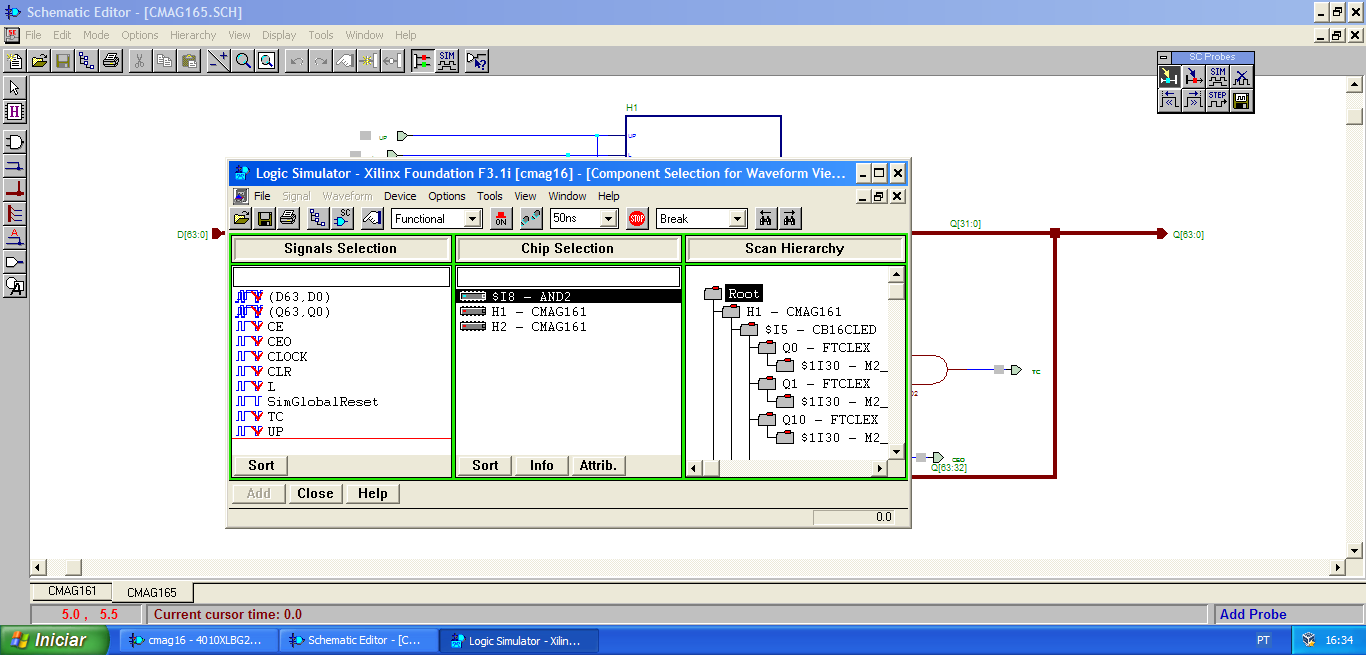 Schematic Editor - [CMAG165.SCH]
File Edit Mode Options Hierarchy View Display Tools Window Help
SIM
SC Probes
SIM
STEP
H
H1
UP
UP
D[63:0]
Q[31:0]
Q[63:0]
TC
CEO
Q[63:32]
Logic Simulator - Xilinx Foundation F3.1i [cmag16] - [Component Selection for Waveform Vie...
File Signal Waveform Device Options Tools View Window Help
SC
Functional
ON
50ns
STOP
Break
Signals Selection
Chip Selection
Scan Hierarchy
(D63,D0)
(Q63,Q0)
CE
CEO
CLOCK
CLR
L
SimGlobalReset
TC
UP
$I8 - AND2
H1 - CMAG161
H2 - CMAG161
Root
H1 - CMAG161
$I5 - CB16CLED
Q0 - FTCLEX
$1I30 - M2_
Q1 - FTCLEX
$1I30 - M2_
Q10 - FTCLEX
$1I30 - M2_
Sort
Sort Info Attrib.
Add Close Help
0.0
CMAG161 CMAG165
5.0 , 5.5 Current cursor time: 0.0 Add Probe
Iniciar cmag16 - 4010XLBG2... Schematic Editor - [C... Logic Simulator - Xilin... PT 16:34